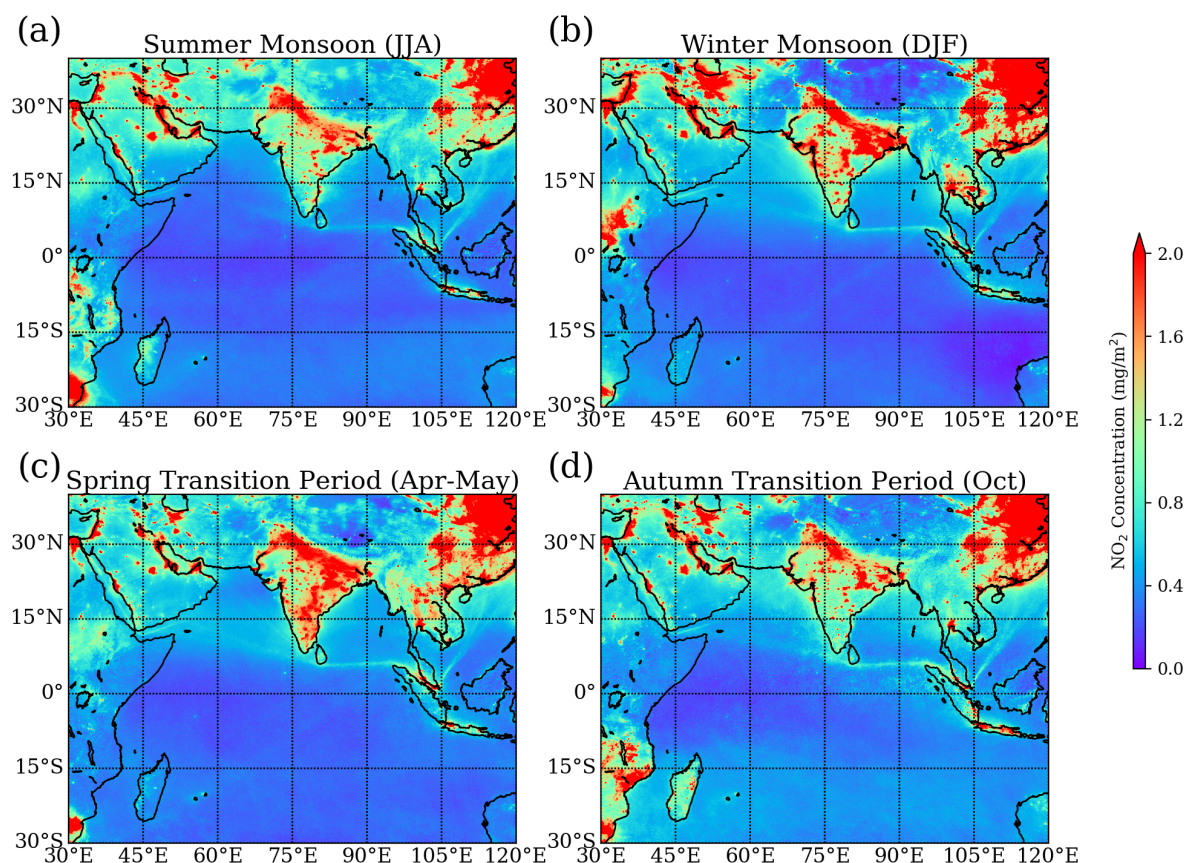 (a)
Summer Monsoon (JJA)
30°N
15°N
0°
15°S
30°S
30°E 45°E 60°E 75°E 90°E 105°E 120°E
(b)
Winter Monsoon (DJF)
30°N
15°N
0°
15°S
30°S
30°E 45°E 60°E 75°E 90°E 105°E 120°E
(c)
Spring Transition Period (Apr-May)
30°N
15°N
0°
15°S
30°S
30°E 45°E 60°E 75°E 90°E 105°E 120°E
(d)
Autumn Transition Period (Oct)
30°N
15°N
0°
15°S
30°S
30°E 45°E 60°E 75°E 90°E 105°E 120°E
NO₂ Concentration (mg/m²)
2.0
1.6
1.2
0.8
0.4
0.0